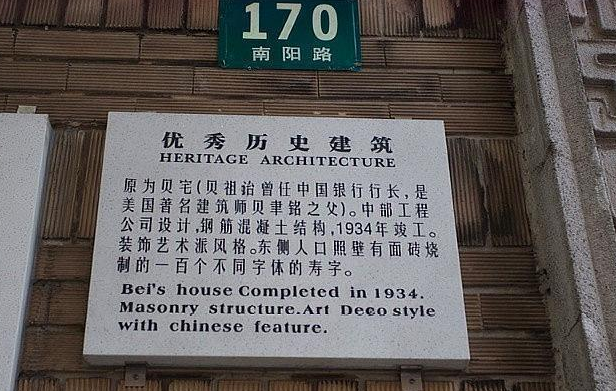 170
南阳路
优秀历史建筑
HERITAGE ARCHITECTURE
原为贝宅(贝祖诒曾任中国银行行长，是
美国著名建筑师贝聿铭之父)。中部工程
公司设计，钢筋混凝土结构，1934年竣工。
装饰艺术派风格。东侧人口照壁有面砖烧
制的一百个不同字体的寿字。
Bei's house Completed in 1934.
Masonry structure.Art Deco style
with chinese feature.